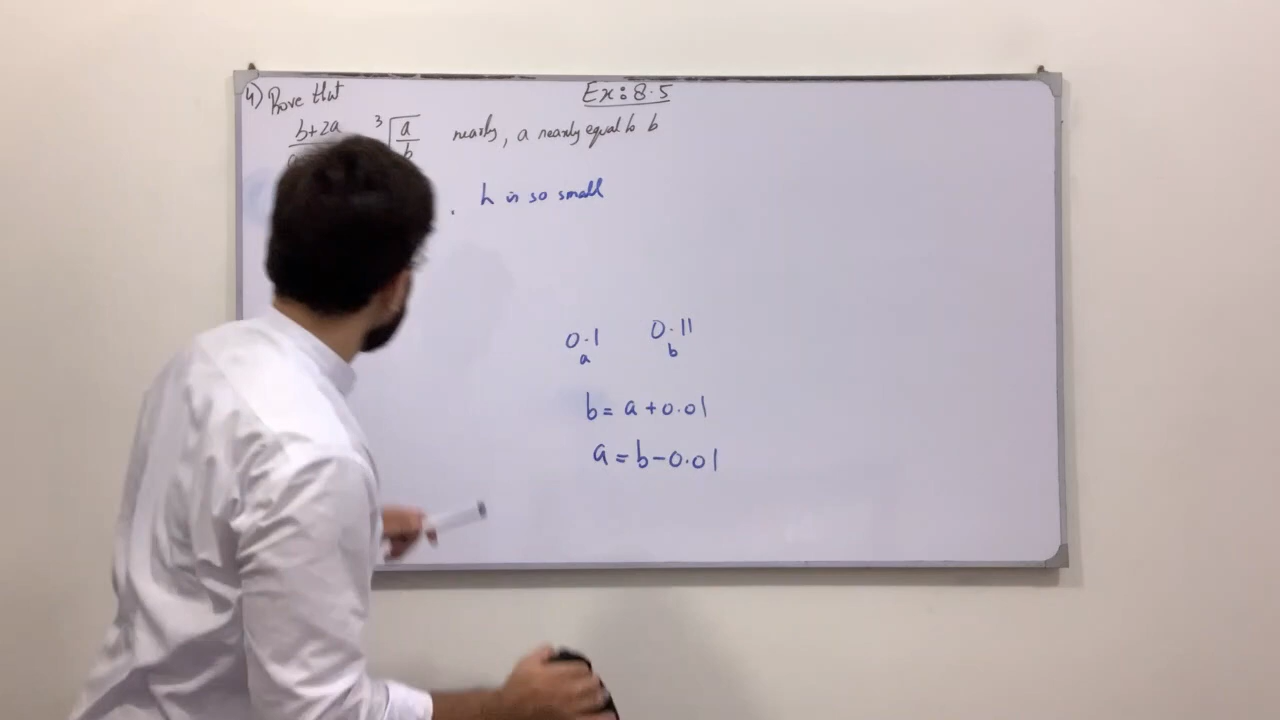 4) Prove that
Ex: 8.5
b+2a
3√a/b nearly, a nearly equal to b
h is so small
0.1 0.11
a b
b = a + 0.01
a = b - 0.01